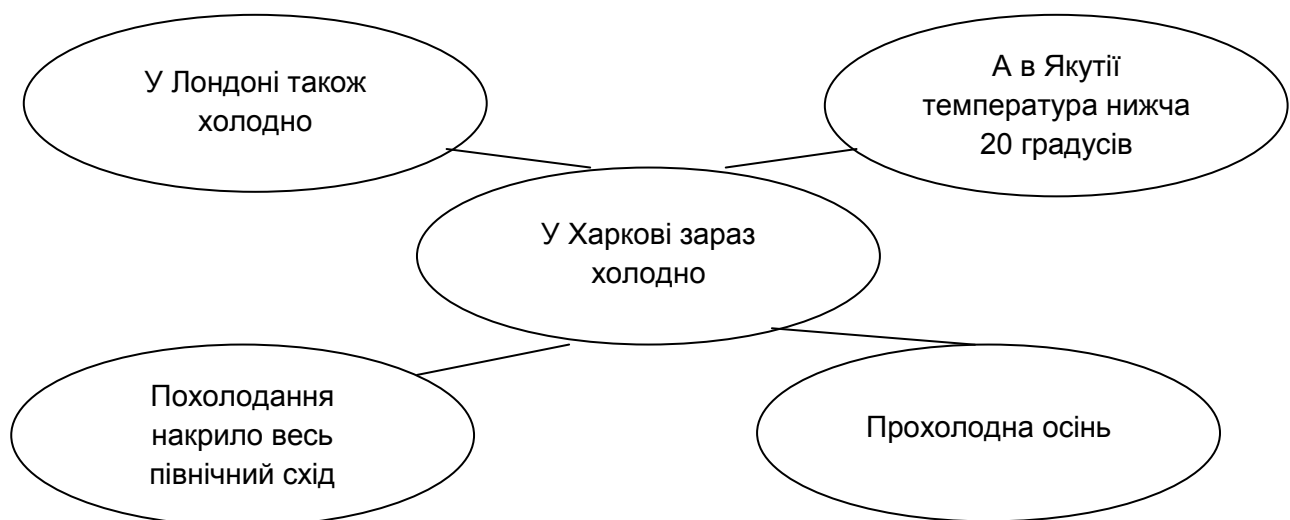 У Лондоні також
холодно
А в Якутії
температура нижча
20 градусів
У Харкові зараз
холодно
Похолодання
накрило весь
північний схід
Прохолодна осінь